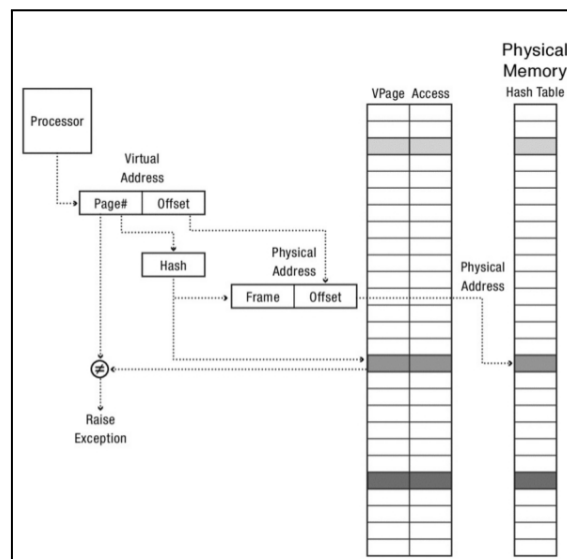 Physical
Memory
VPage Access
Hash Table
Processor
Virtual
Address
Page#
Offset
Hash
Physical
Address
Frame
Offset
Physical
Address
≠
Raise
Exception